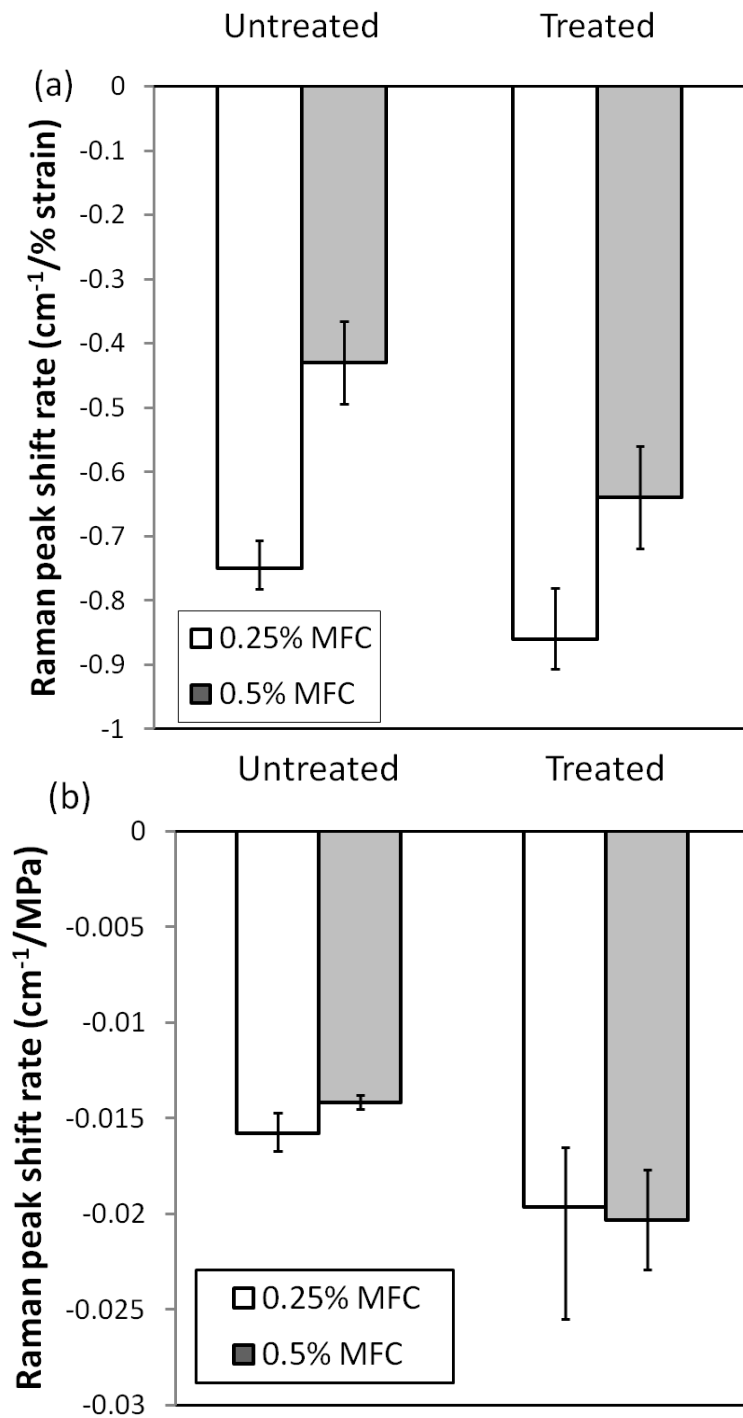 Untreated Treated
(a)
Raman peak shift rate (cm⁻¹/% strain)
0
-0.1
-0.2
-0.3
-0.4
-0.5
-0.6
-0.7
-0.8
-0.9
-1
0.25% MFC
0.5% MFC
Untreated Treated
(b)
Raman peak shift rate (cm⁻¹/MPa)
0
-0.005
-0.01
-0.015
-0.02
-0.025
-0.03
0.25% MFC
0.5% MFC